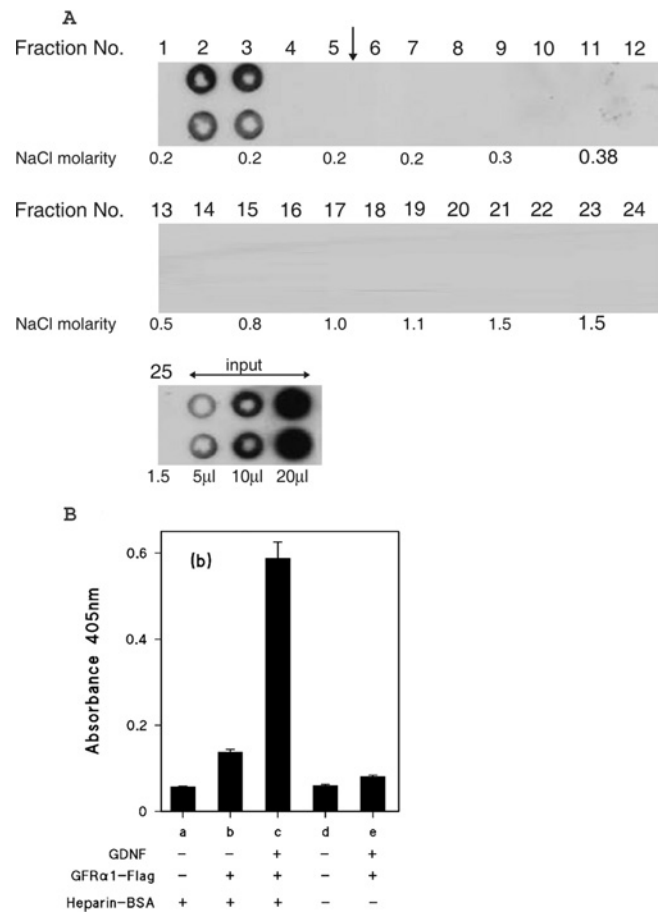 A
Fraction No. 1 2 3 4 5 6 7 8 9 10 11 12
NaCl molarity 0.2 0.2 0.2 0.2 0.3 0.38
Fraction No. 13 14 15 16 17 18 19 20 21 22 23 24
NaCl molarity 0.5 0.8 1.0 1.1 1.5 1.5
25 input
1.5 5µl 10µl 20µl
B
(b)
Absorbance 405nm
0.6
0.4
0.2
0
a b c d e
GDNF − − + − +
GFRα1−Flag − + + − +
Heparin−BSA + + + − −